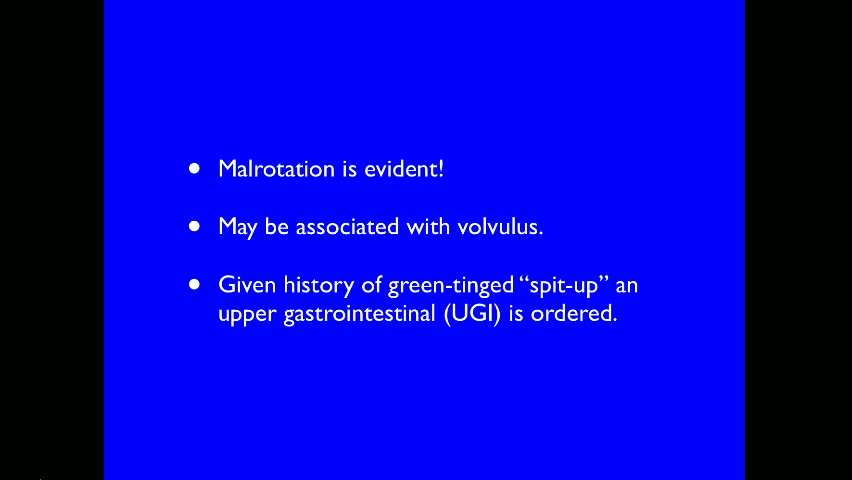 • Malrotation is evident!
• May be associated with volvulus.
• Given history of green-tinged “spit-up” an
upper gastrointestinal (UGI) is ordered.